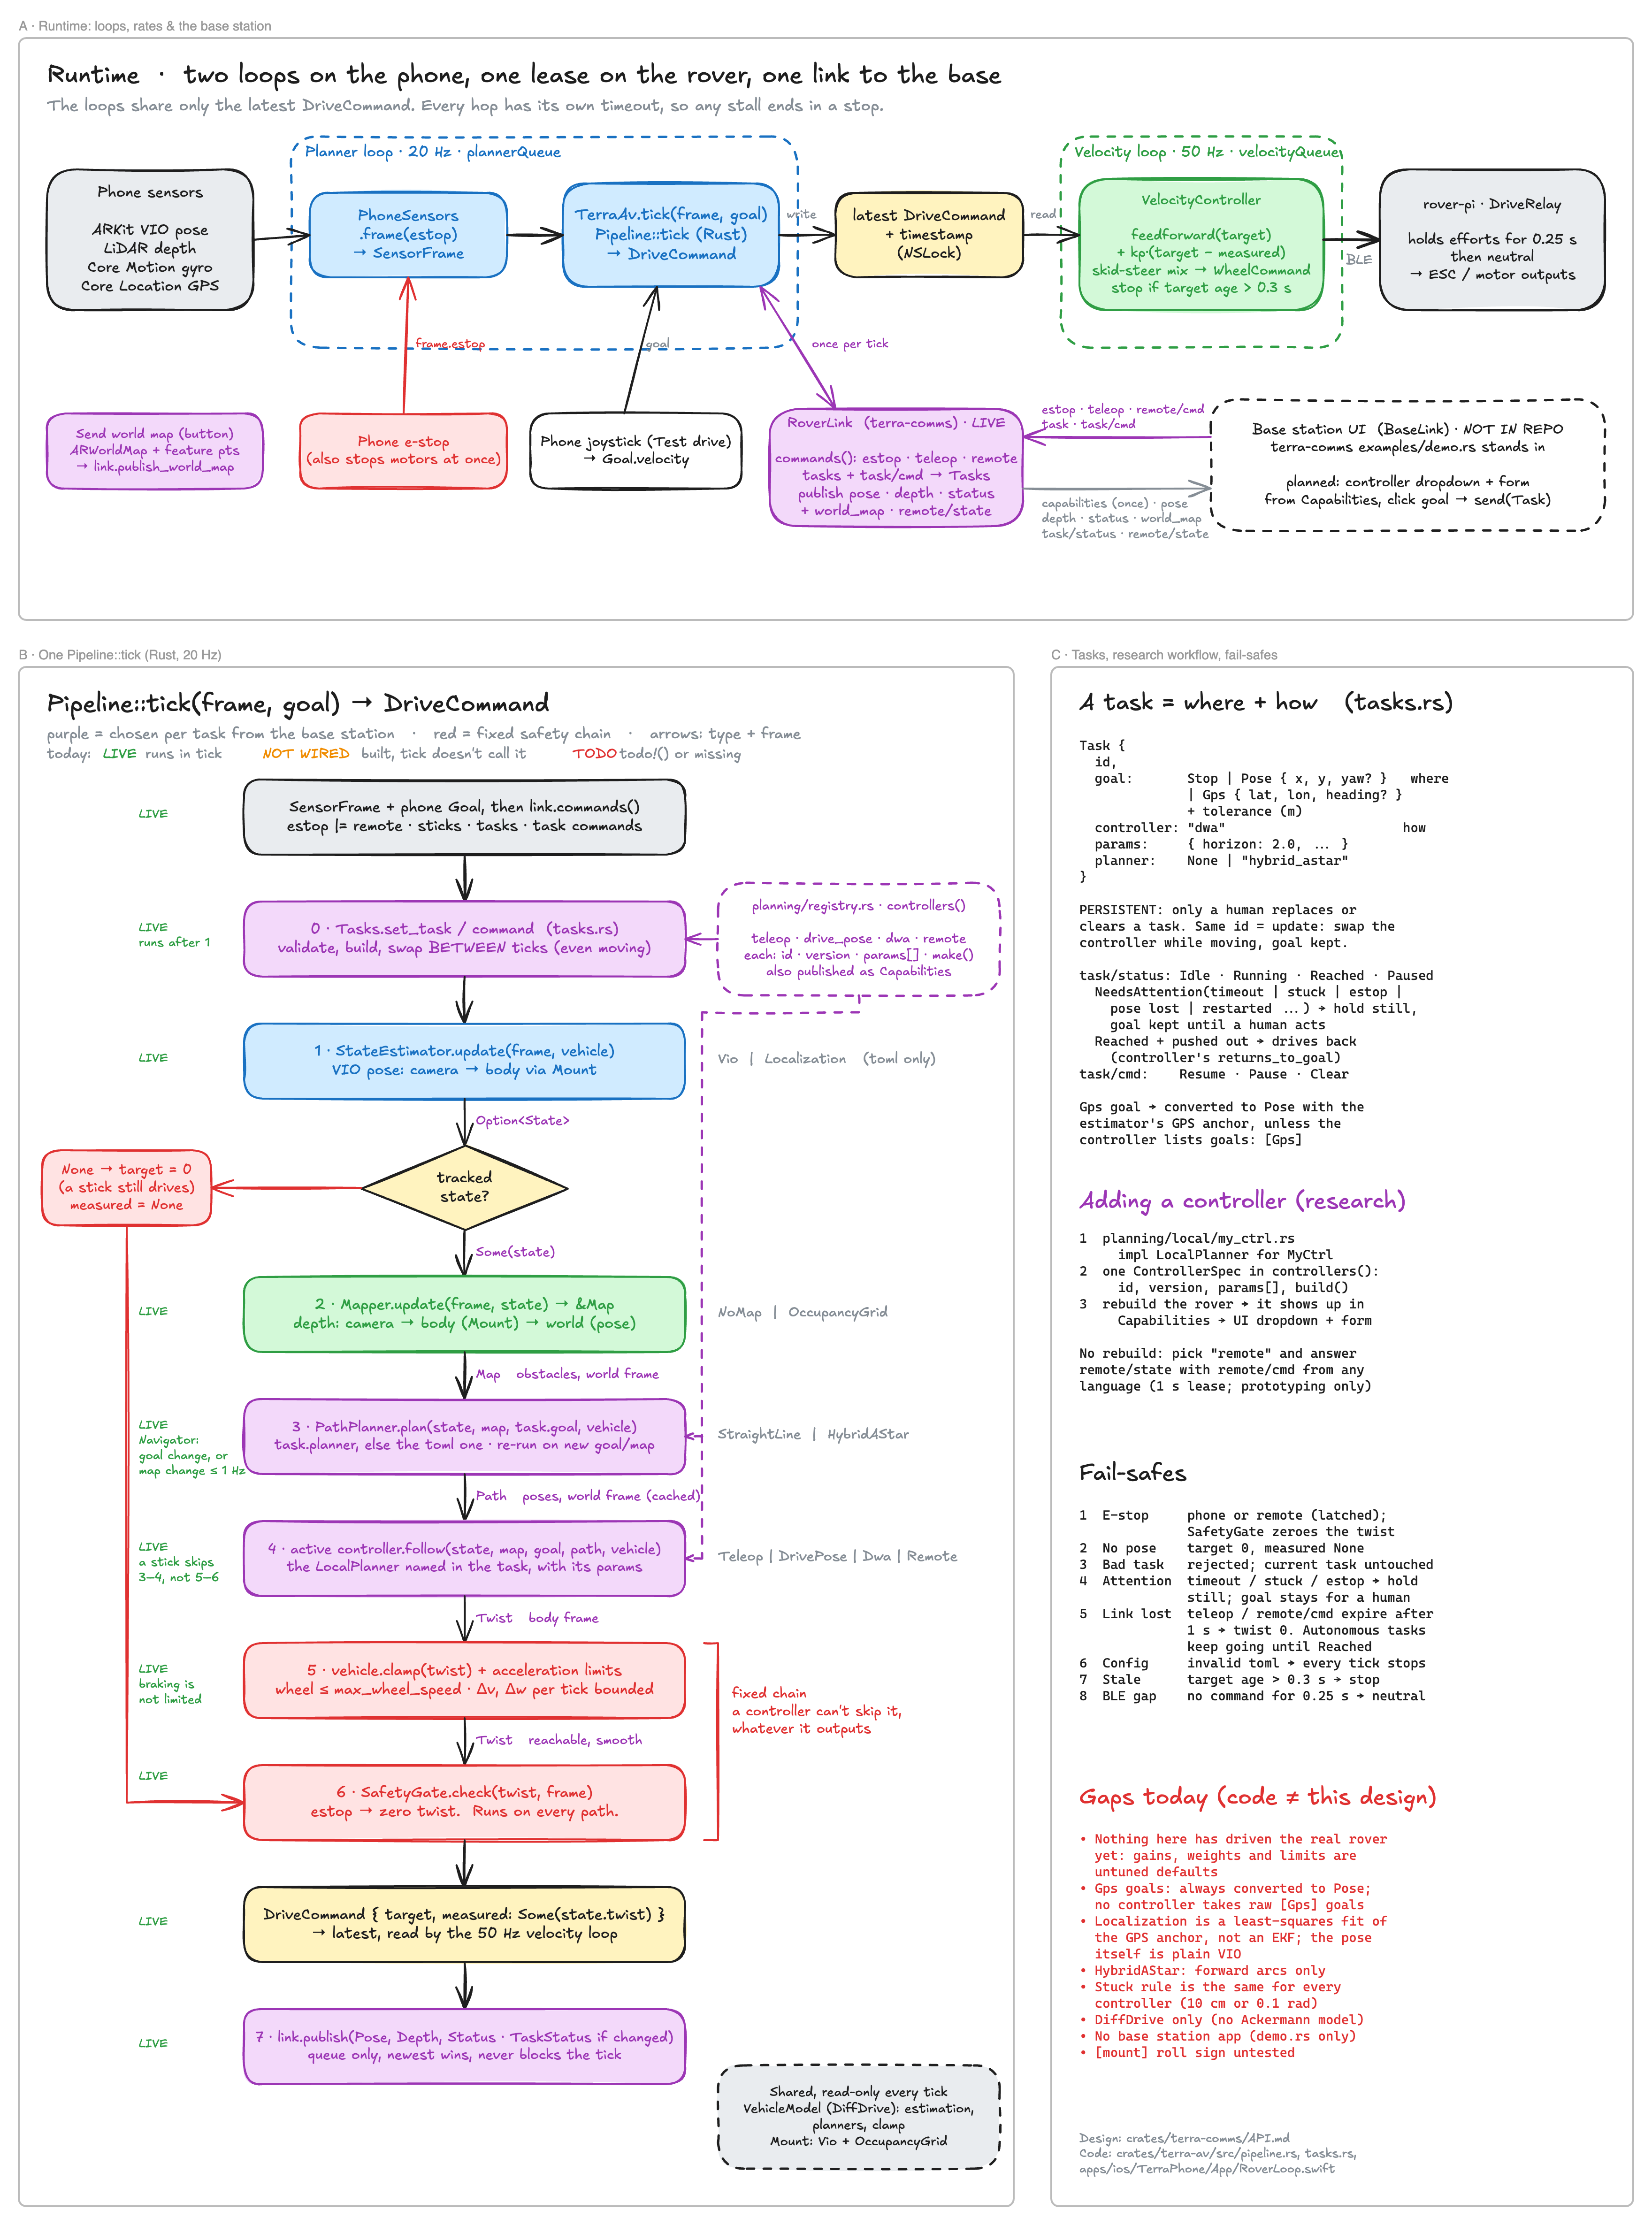 A · Runtime: loops, rates & the base station
Runtime · two loops on the phone, one lease on the rover, one link to the base
The loops share only the latest DriveCommand. Every hop has its own timeout, so any stall ends in a stop.
Phone sensors
ARKit VIO pose
LiDAR depth
Core Motion gyro
Core Location GPS
Planner loop · 20 Hz · plannerQueue
PhoneSensors
.frame(estop)
→ SensorFrame
TerraAv.tick(frame, goal)
Pipeline::tick (Rust)
→ DriveCommand
write
latest DriveCommand
+ timestamp
(NSLock)
read
Velocity loop · 50 Hz · velocityQueue
VelocityController
feedforward(target)
+ kp·(target − measured)
skid-steer mix → WheelCommand
stop if target age > 0.3 s
BLE
rover-pi · DriveRelay
holds efforts for 0.25 s
then neutral
→ ESC / motor outputs
frame.estop
goal
once per tick
Send world map (button)
ARWorldMap + feature pts
→ link.publish_world_map
Phone e-stop
(also stops motors at once)
Phone joystick (Test drive)
→ Goal.velocity
RoverLink (terra-comms) · LIVE
commands(): estop · teleop · remote
tasks + task/cmd → Tasks
publish pose · depth · status
+ world_map · remote/state
estop · teleop · remote/cmd
task · task/cmd
capabilities (once) · pose
depth · status · world_map
task/status · remote/state
Base station UI (BaseLink) · NOT IN REPO
terra-comms examples/demo.rs stands in
planned: controller dropdown + form
from Capabilities, click goal → send(Task)
B · One Pipeline::tick (Rust, 20 Hz)
Pipeline::tick(frame, goal) → DriveCommand
purple = chosen per task from the base station · red = fixed safety chain · arrows: type + frame
today: LIVE runs in tick NOT WIRED built, tick doesn't call it TODO todo!() or missing
LIVE
SensorFrame + phone Goal, then link.commands()
estop |= remote · sticks · tasks · task commands
LIVE
runs after 1
0 · Tasks.set_task / command (tasks.rs)
validate, build, swap BETWEEN ticks (even moving)
planning/registry.rs · controllers()
teleop · drive_pose · dwa · remote
each: id · version · params[] · make()
also published as Capabilities
LIVE
1 · StateEstimator.update(frame, vehicle)
VIO pose: camera → body via Mount
Vio | Localization (toml only)
Option<State>
None → target = 0
(a stick still drives)
measured = None
tracked
state?
Some(state)
LIVE
2 · Mapper.update(frame, state) → &Map
depth: camera → body (Mount) → world (pose)
NoMap | OccupancyGrid
Map obstacles, world frame
LIVE
Navigator:
goal change, or
map change ≤ 1 Hz
3 · PathPlanner.plan(state, map, task.goal, vehicle)
task.planner, else the toml one · re-run on new goal/map
StraightLine | HybridAStar
Path poses, world frame (cached)
LIVE
a stick skips
3–4, not 5–6
4 · active controller.follow(state, map, goal, path, vehicle)
the LocalPlanner named in the task, with its params
Teleop | DrivePose | Dwa | Remote
Twist body frame
LIVE
braking is
not limited
5 · vehicle.clamp(twist) + acceleration limits
wheel ≤ max_wheel_speed · Δv, Δw per tick bounded
fixed chain
a controller can't skip it,
whatever it outputs
Twist reachable, smooth
LIVE
6 · SafetyGate.check(twist, frame)
estop → zero twist. Runs on every path.
LIVE
DriveCommand { target, measured: Some(state.twist) }
→ latest, read by the 50 Hz velocity loop
LIVE
7 · link.publish(Pose, Depth, Status · TaskStatus if changed)
queue only, newest wins, never blocks the tick
Shared, read-only every tick
VehicleModel (DiffDrive): estimation,
planners, clamp
Mount: Vio + OccupancyGrid
C · Tasks, research workflow, fail-safes
A task = where + how (tasks.rs)
Task {
id,
goal: Stop | Pose { x, y, yaw? } where
| Gps { lat, lon, heading? }
+ tolerance (m)
controller: "dwa" how
params: { horizon: 2.0, ... }
planner: None | "hybrid_astar"
}
PERSISTENT: only a human replaces or
clears a task. Same id = update: swap the
controller while moving, goal kept.
task/status: Idle · Running · Reached · Paused
NeedsAttention(timeout | stuck | estop |
pose lost | restarted ...) → hold still,
goal kept until a human acts
Reached + pushed out → drives back
(controller's returns_to_goal)
task/cmd: Resume · Pause · Clear
Gps goal → converted to Pose with the
estimator's GPS anchor, unless the
controller lists goals: [Gps]
Adding a controller (research)
1 planning/local/my_ctrl.rs
impl LocalPlanner for MyCtrl
2 one ControllerSpec in controllers():
id, version, params[], build()
3 rebuild the rover → it shows up in
Capabilities → UI dropdown + form
No rebuild: pick "remote" and answer
remote/state with remote/cmd from any
language (1 s lease; prototyping only)
Fail-safes
1 E-stop phone or remote (latched);
SafetyGate zeroes the twist
2 No pose target 0, measured None
3 Bad task rejected; current task untouched
4 Attention timeout / stuck / estop → hold
still; goal stays for a human
5 Link lost teleop / remote/cmd expire after
1 s → twist 0. Autonomous tasks
keep going until Reached
6 Config invalid toml → every tick stops
7 Stale target age > 0.3 s → stop
8 BLE gap no command for 0.25 s → neutral
Gaps today (code ≠ this design)
• Nothing here has driven the real rover
yet: gains, weights and limits are
untuned defaults
• Gps goals: always converted to Pose;
no controller takes raw [Gps] goals
• Localization is a least-squares fit of
the GPS anchor, not an EKF; the pose
itself is plain VIO
• HybridAStar: forward arcs only
• Stuck rule is the same for every
controller (10 cm or 0.1 rad)
• DiffDrive only (no Ackermann model)
• No base station app (demo.rs only)
• [mount] roll sign untested
Design: crates/terra-comms/API.md
Code: crates/terra-av/src/pipeline.rs, tasks.rs,
apps/ios/TerraPhone/App/RoverLoop.swift